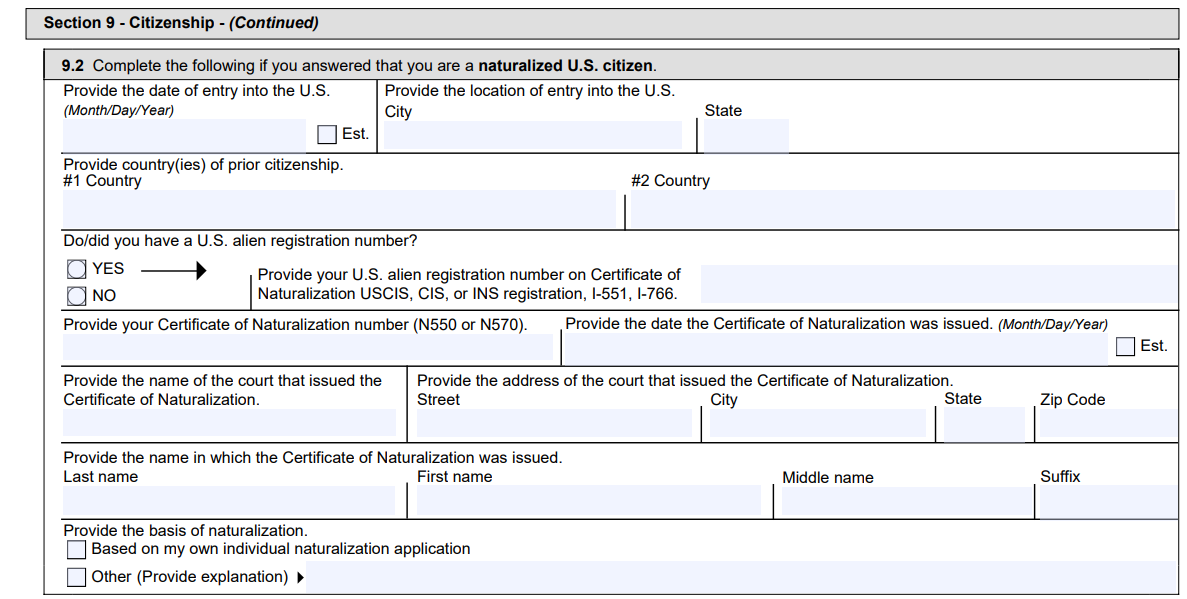 Section 9 - Citizenship - (Continued)
9.2 Complete the following if you answered that you are a naturalized U.S. citizen.
Provide the date of entry into the U.S.
(Month/Day/Year)
Est.
Provide the location of entry into the U.S.
City
State
Provide country(ies) of prior citizenship.
#1 Country
#2 Country
Do/did you have a U.S. alien registration number?
YES
NO
Provide your U.S. alien registration number on Certificate of
Naturalization USCIS, CIS, or INS registration, I-551, I-766.
Provide your Certificate of Naturalization number (N550 or N570).
Provide the date the Certificate of Naturalization was issued. (Month/Day/Year)
Est.
Provide the name of the court that issued the
Certificate of Naturalization.
Provide the address of the court that issued the Certificate of Naturalization.
Street
City
State
Zip Code
Provide the name in which the Certificate of Naturalization was issued.
Last name
First name
Middle name
Suffix
Provide the basis of naturalization.
Based on my own individual naturalization application
Other (Provide explanation)